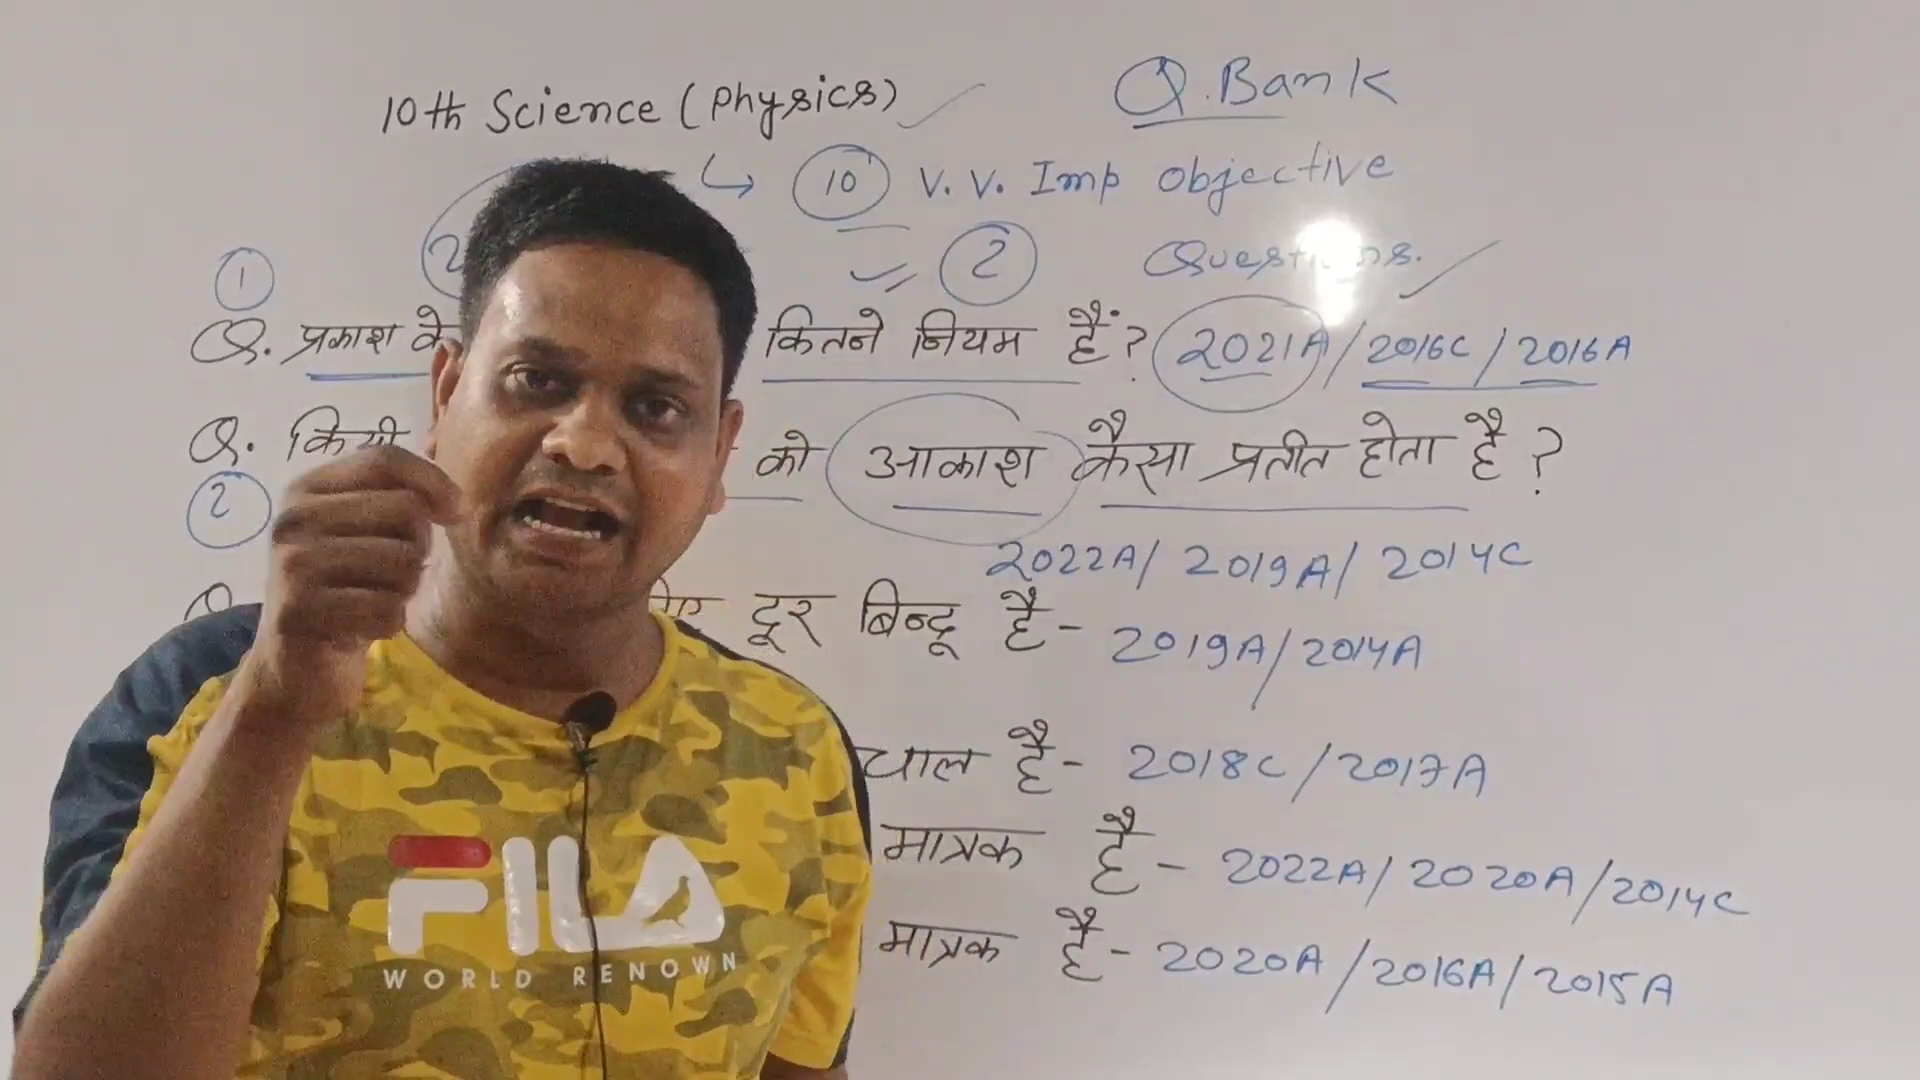 10th Science (Physics)
Q. Bank
10 V. V. Imp objective
2 Questions.
1
Q. प्रकाश के कितने नियम हैं? 2021A/2016C/2016A
Q. को आकाश कैसा प्रतीत होता है?
2
2022A/2019A/2014C
दूर बिन्दू है- 2019A/2014A
चाल है- 2018C/2017A
मात्रक है- 2022A/2020A/2014C
मात्रक है- 2020A/2016A/2015A
FILA
WORLD RENOWN